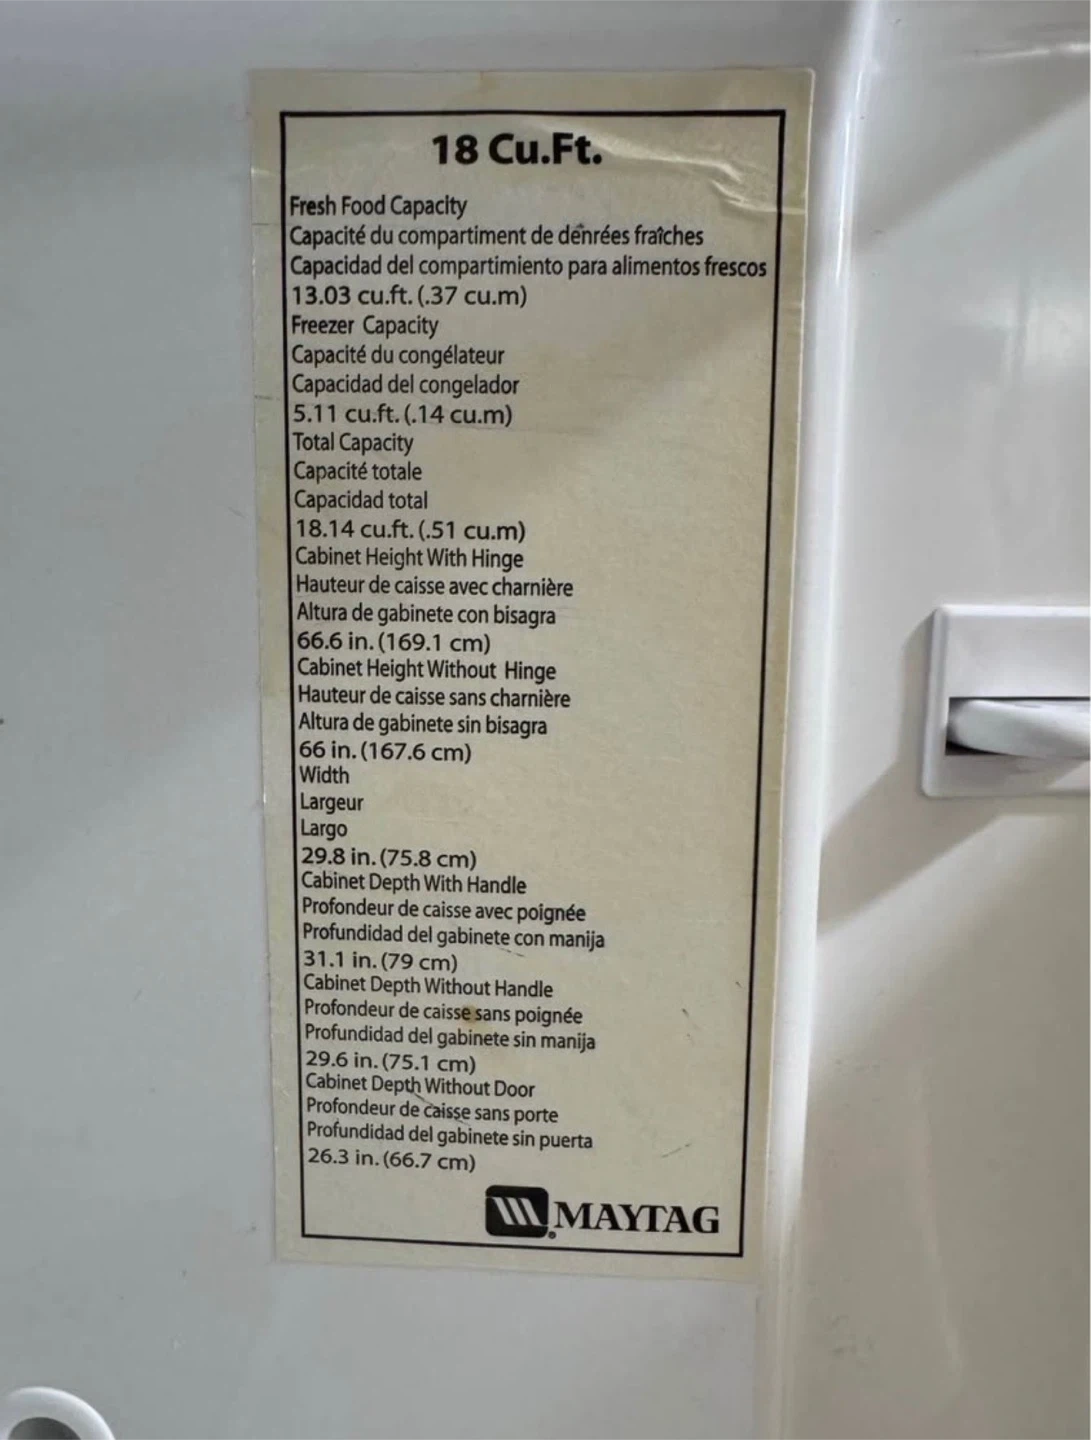 18 Cu.Ft.
Fresh Food Capacity
Capacité du compartiment de denrées fraîches
Capacidad del compartimiento para alimentos frescos
13.03 cu.ft. (.37 cu.m)
Freezer Capacity
Capacité du congélateur
Capacidad del congelador
5.11 cu.ft. (.14 cu.m)
Total Capacity
Capacité totale
Capacidad total
18.14 cu.ft. (.51 cu.m)
Cabinet Height With Hinge
Hauteur de caisse avec charnière
Altura de gabinete con bisagra
66.6 in. (169.1 cm)
Cabinet Height Without Hinge
Hauteur de caisse sans charnière
Altura de gabinete sin bisagra
66 in. (167.6 cm)
Width
Largeur
Largo
29.8 in. (75.8 cm)
Cabinet Depth With Handle
Profondeur de caisse avec poignée
Profundidad del gabinete con manija
31.1 in. (79 cm)
Cabinet Depth Without Handle
Profondeur de caisse sans poignée
Profundidad del gabinete sin manija
29.6 in. (75.1 cm)
Cabinet Depth Without Door
Profondeur de caisse sans porte
Profundidad del gabinete sin puerta
26.3 in. (66.7 cm)
MAYTAG